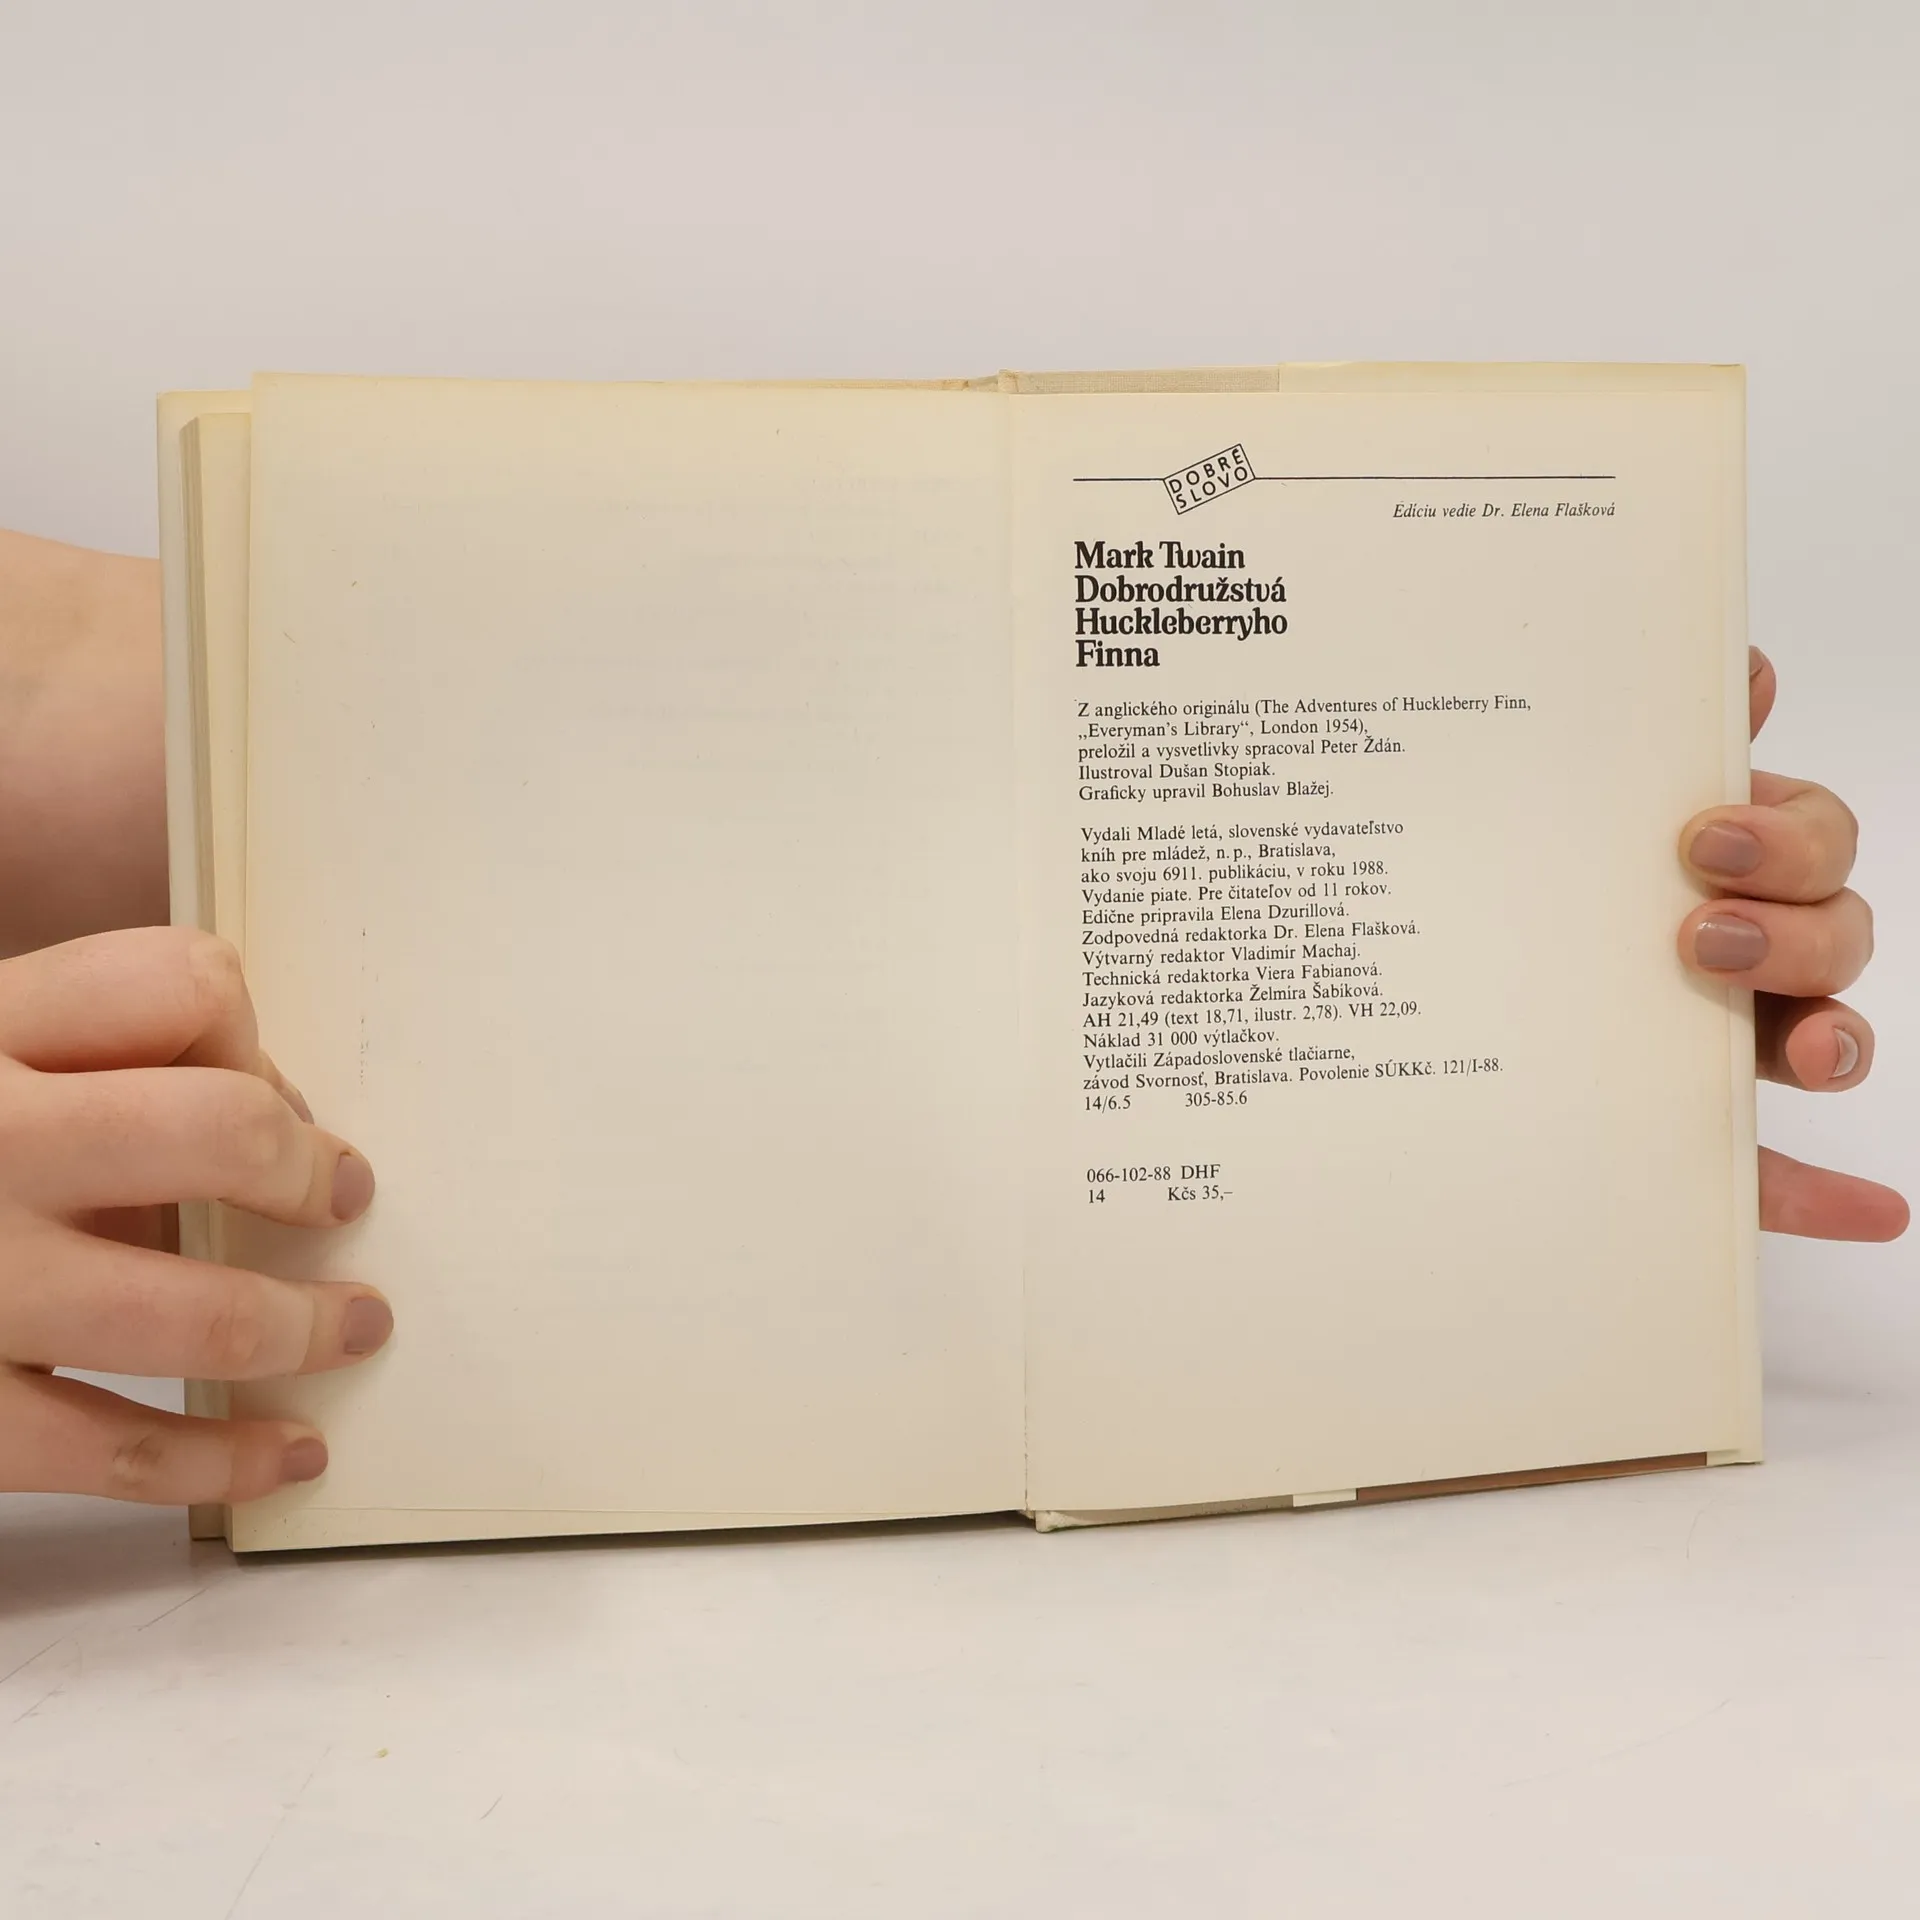 DOBRÉ
SLOVO
Edíciu vedie Dr. Elena Flašková
Mark Twain
Dobrodružstvá
Huckleberryho
Finna
Z anglického originálu (The Adventures of Huckleberry Finn,
„Everyman's Library“, London 1954),
preložil a vysvetlivky spracoval Peter Ždán.
Ilustroval Dušan Stopiak.
Graficky upravil Bohuslav Blažej.
Vydali Mladé letá, slovenské vydavateľstvo
kníh pre mládež, n. p., Bratislava,
ako svoju 6911. publikáciu, v roku 1988.
Vydanie piate. Pre čitateľov od 11 rokov.
Edične pripravila Elena Dzurillová.
Zodpovedná redaktorka Dr. Elena Flašková.
Výtvarný redaktor Vladimír Machaj.
Technická redaktorka Viera Fabianová.
Jazyková redaktorka Želmíra Šabíková.
AH 21,49 (text 18,71, ilustr. 2,78). VH 22,09.
Náklad 31 000 výtlačkov.
Vytlačili Západoslovenské tlačiarne,
závod Svornosť, Bratislava. Povolenie SÚKKč. 121/I-88.
14/6.5 305-85.6
066-102-88 DHF
14 Kčs 35,–